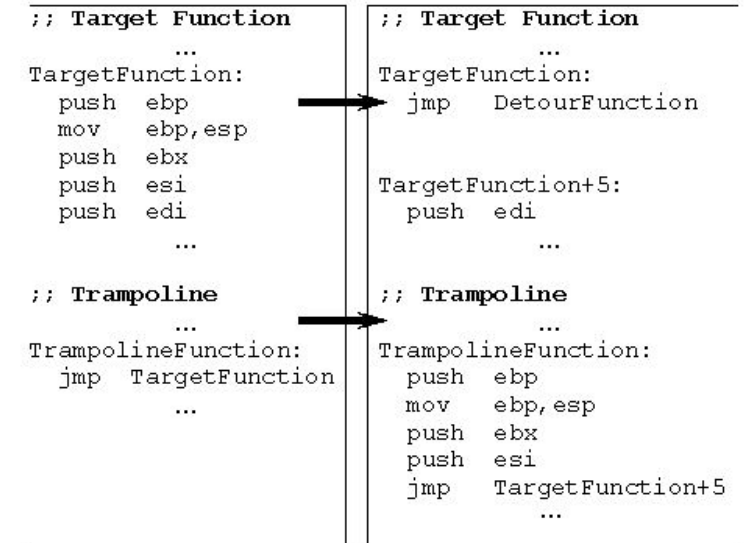 ;; Target Function
...
TargetFunction:
push ebp
mov ebp,esp
push ebx
push esi
push edi
...
;; Trampoline
...
TrampolineFunction:
jmp TargetFunction
...
;; Target Function
...
TargetFunction:
jmp DetourFunction
TargetFunction+5:
push edi
...
;; Trampoline
...
TrampolineFunction:
push ebp
mov ebp,esp
push ebx
push esi
jmp TargetFunction+5
...